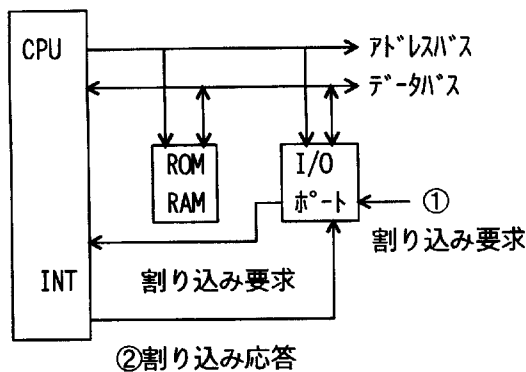 CPU
ｱﾄﾞﾚｽﾊﾞｽ
ﾃﾞｰﾀﾊﾞｽ
ROM
RAM
I/O
ﾎﾟｰﾄ
①
割り込み要求
INT
割り込み要求
②割り込み応答